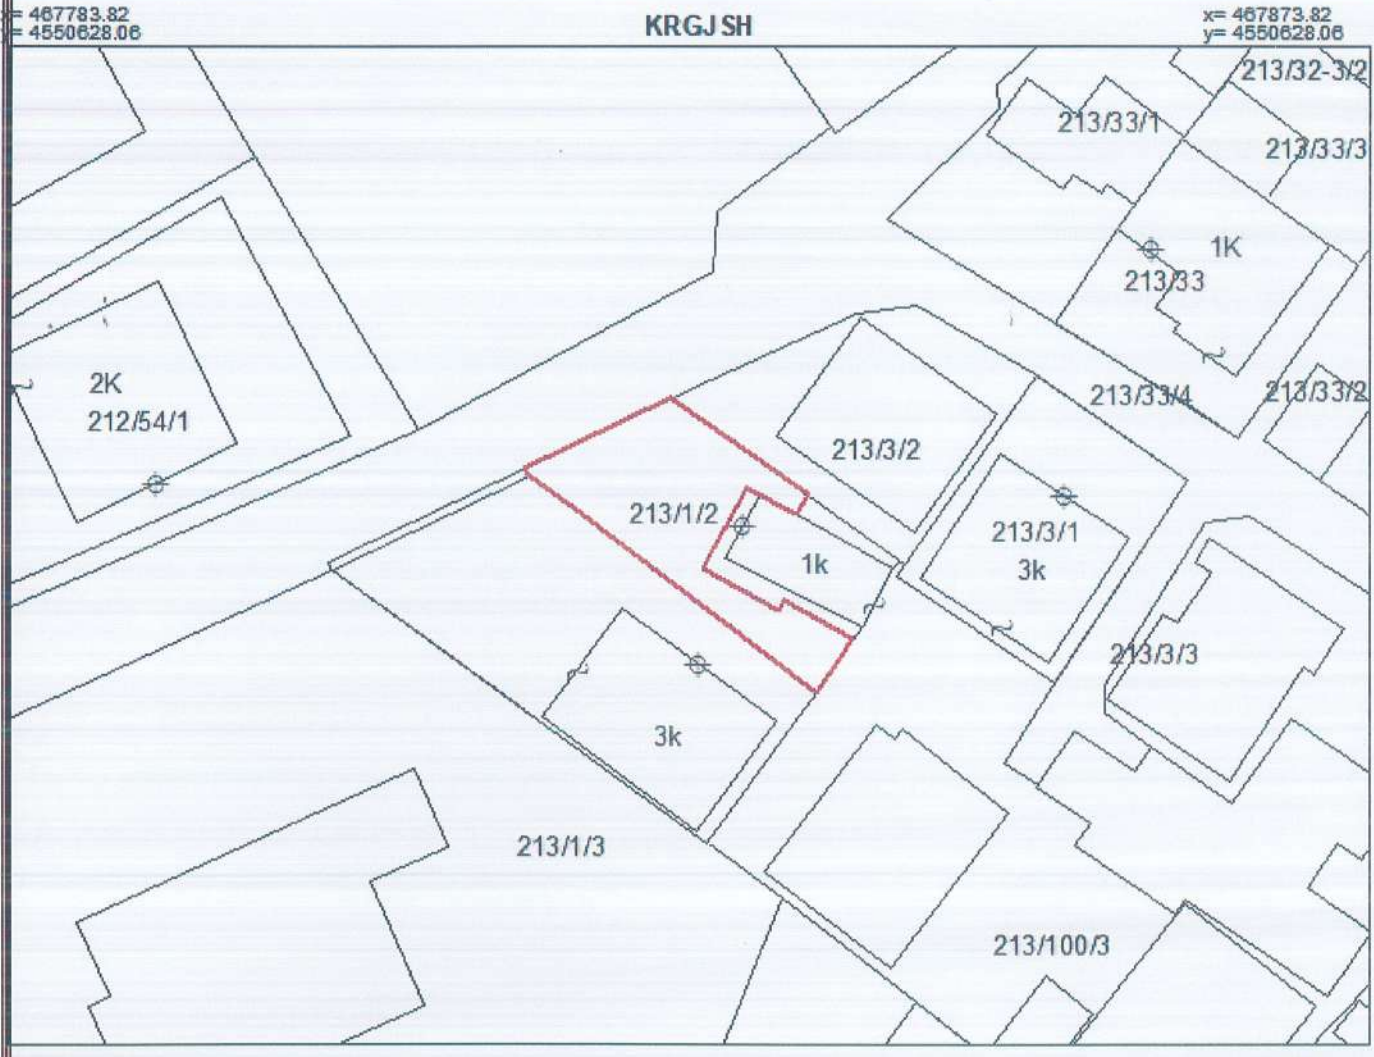 = 467783.82
= 4550628.06
KRGJSH
x= 467873.82
y= 4550628.06
213/32-3/2
213/33/1
213/33/3
1K
213/33
2K
212/54/1
213/33/4
213/33/2
213/3/2
213/1/2
213/3/1
1k
3k
213/3/3
3k
213/1/3
213/100/3